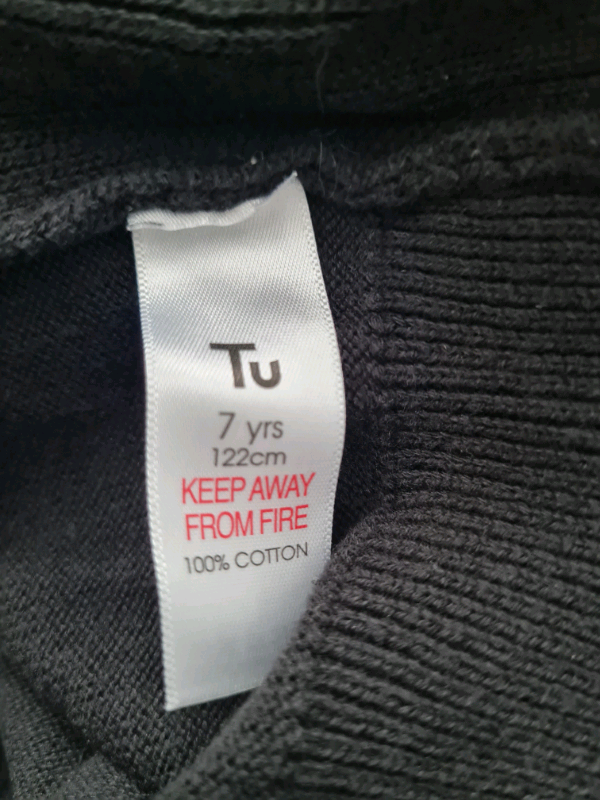 Tu
7 yrs
122cm
KEEP AWAY
FROM FIRE
100% COTTON